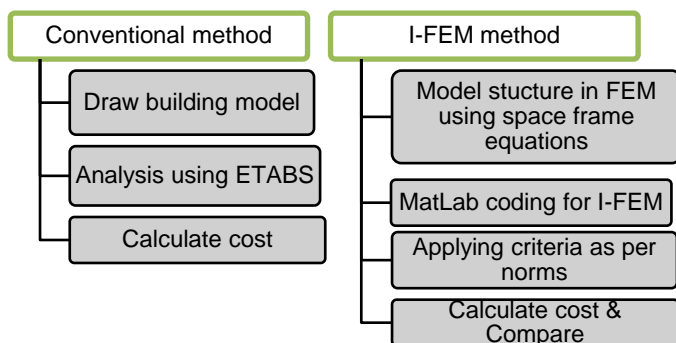 Conventional method
Draw building model
Analysis using ETABS
Calculate cost
I-FEM method
Model stucture in FEM
using space frame
equations
MatLab coding for I-FEM
Applying criteria as per
norms
Calculate cost &
Compare